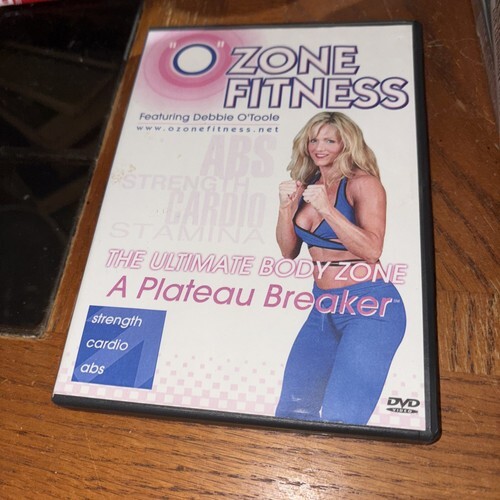 "O" ZONE
FITNESS
Featuring Debbie O'Toole
www.ozonefitness.net
ABS
STRENGTH
CARDIO
STAMINA
THE ULTIMATE BODY ZONE
A Plateau Breaker™
strength
cardio
abs
DVD
VIDEO